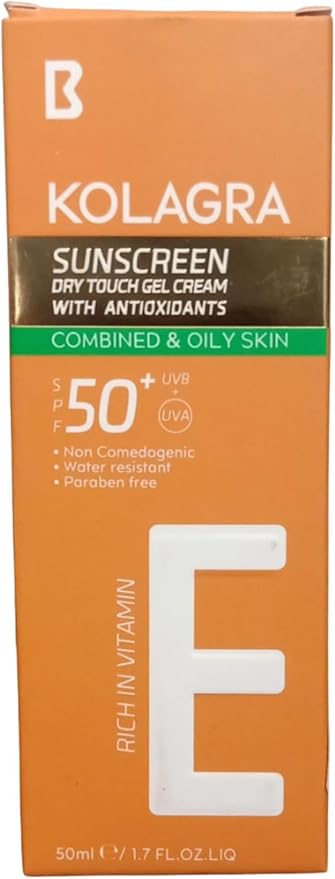 B
KOLAGRA
SUNSCREEN
DRY TOUCH GEL CREAM
WITH ANTIOXIDANTS
COMBINED & OILY SKIN
SPF 50+ UVB + UVA
• Non Comedogenic
• Water resistant
• Paraben free
RICH IN VITAMIN E
50ml ℮/ 1.7 FL.OZ.LIQ